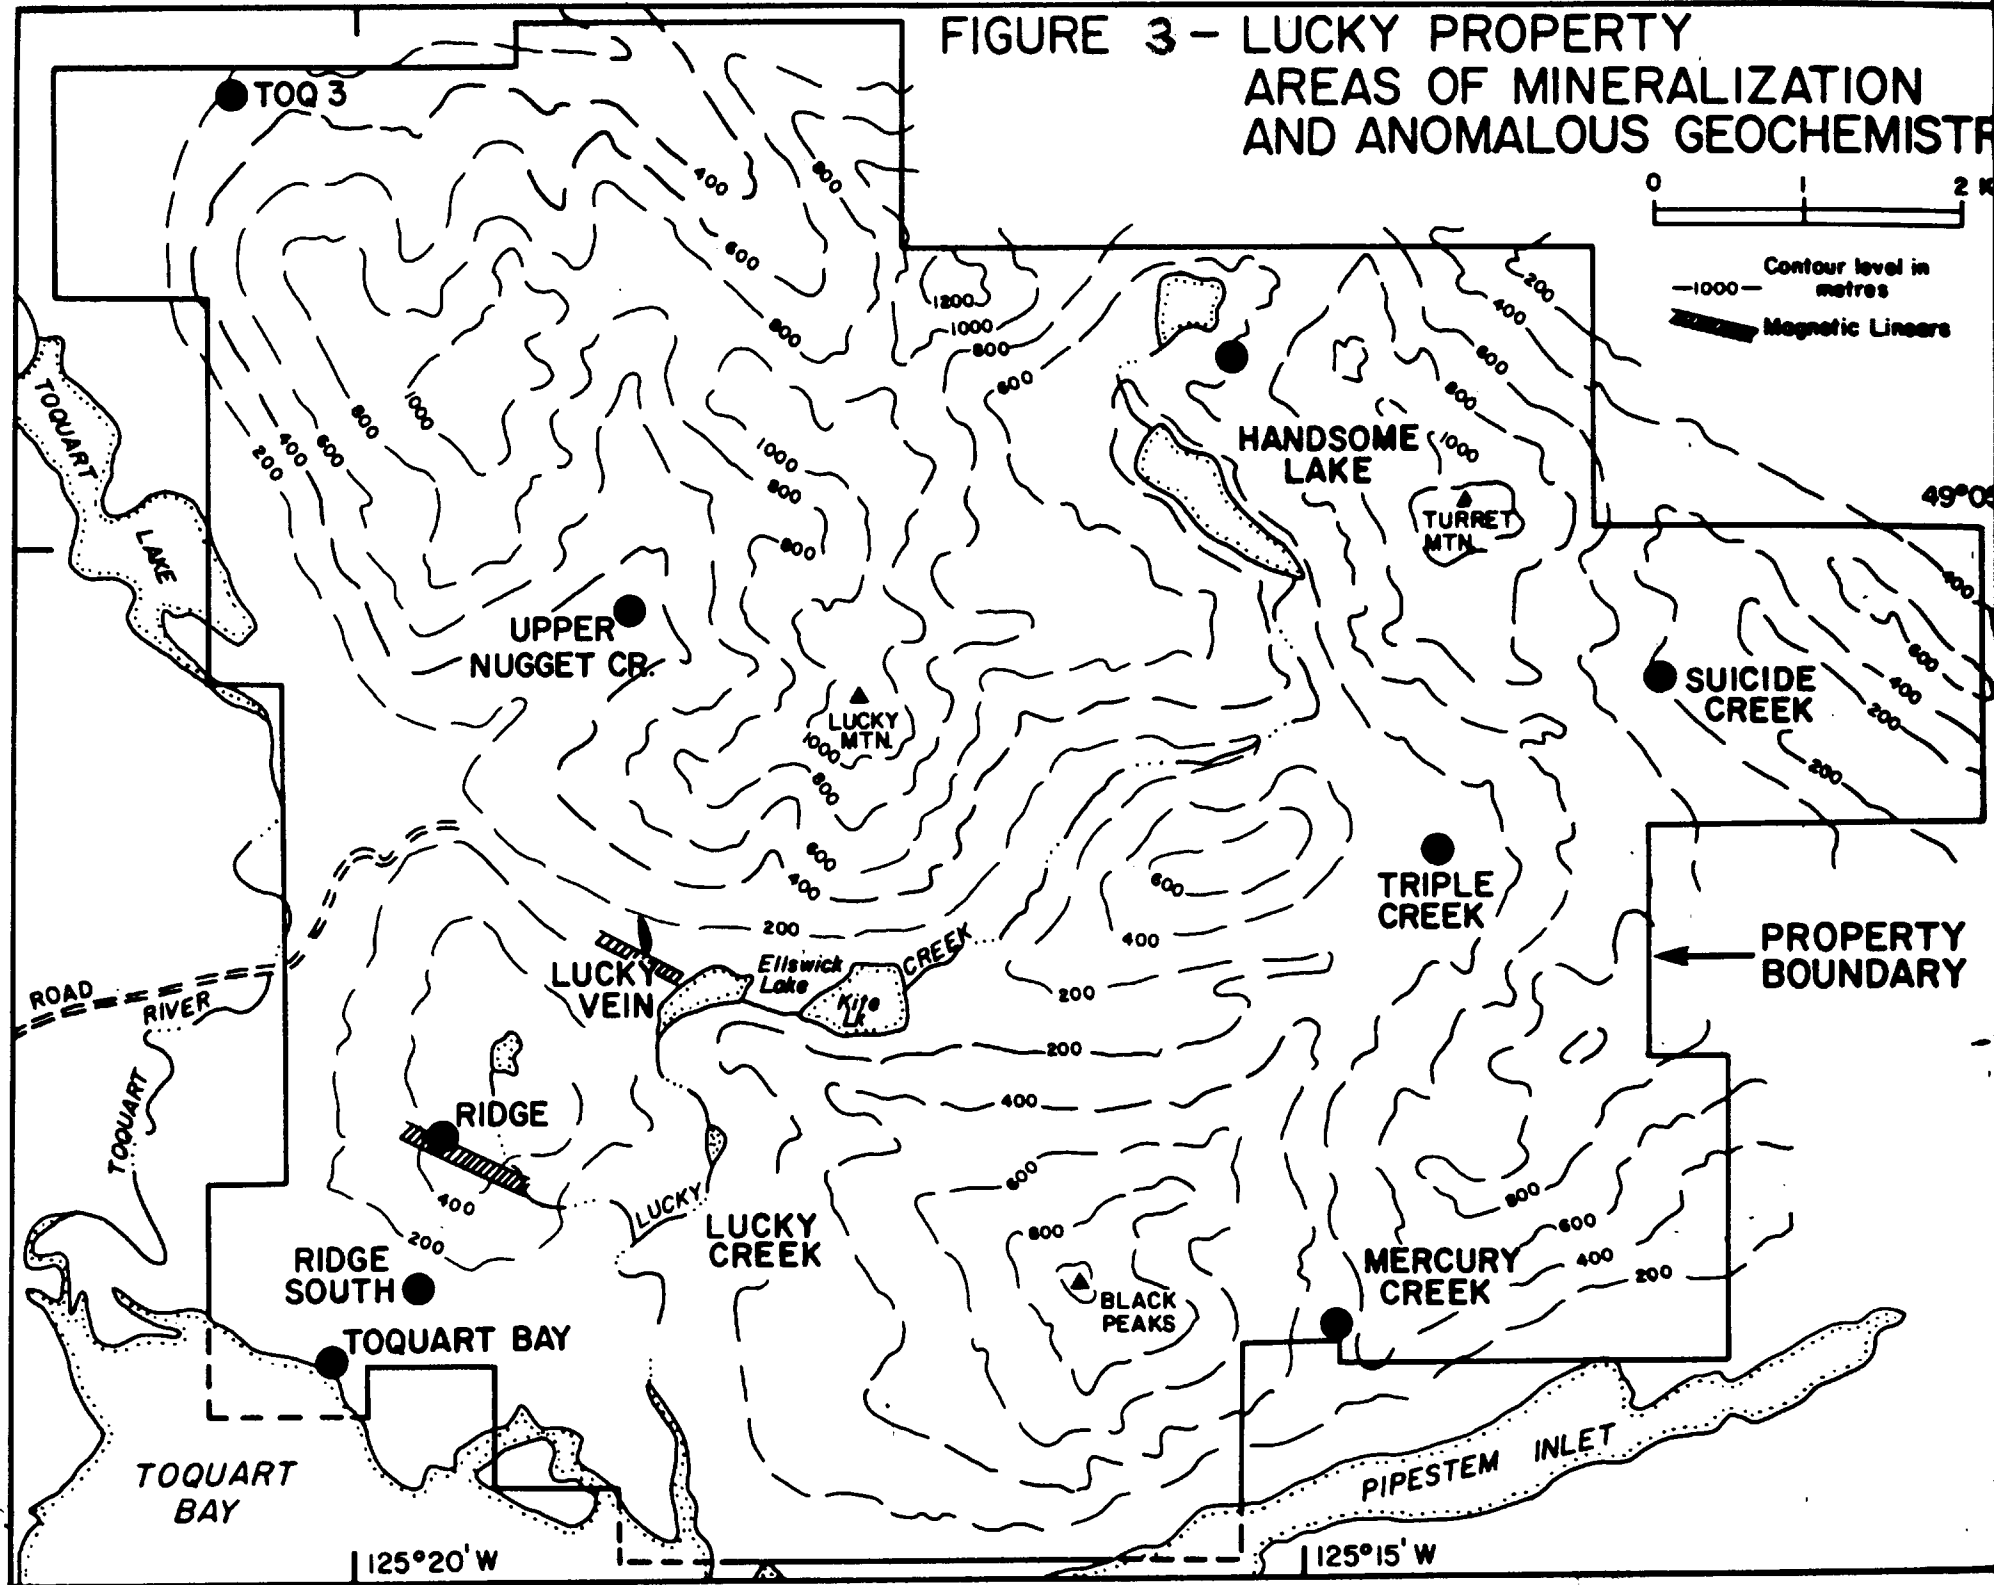 FIGURE 3 – LUCKY PROPERTY
AREAS OF MINERALIZATION
AND ANOMALOUS GEOCHEMISTR
0 1 2 K
—1000— Contour level in
metres
Magnetic Linears
TOQ 3
400
800
600
800
1200
1000
800
600
200
400
600
800
1000
HANDSOME
LAKE
TURRET
MTN.
49°05
TOQUART
LAKE
200
400
600
800
1000
1000
800
800
UPPER
NUGGET CR.
LUCKY
MTN.
1000
800
600
400
200
SUICIDE
CREEK
400
600
400
200
200
TRIPLE
CREEK
600
400
200
PROPERTY
BOUNDARY
ROAD
RIVER
TOQUART
LUCKY
VEIN
Ellswick
Lake
Kite
Lk
CREEK
200
400
600
800
RIDGE
400
200
LUCKY
LUCKY
CREEK
RIDGE
SOUTH
TOQUART BAY
BLACK
PEAKS
MERCURY
CREEK
800
600
400
200
TOQUART
BAY
PIPESTEM INLET
125°20' W
125°15' W